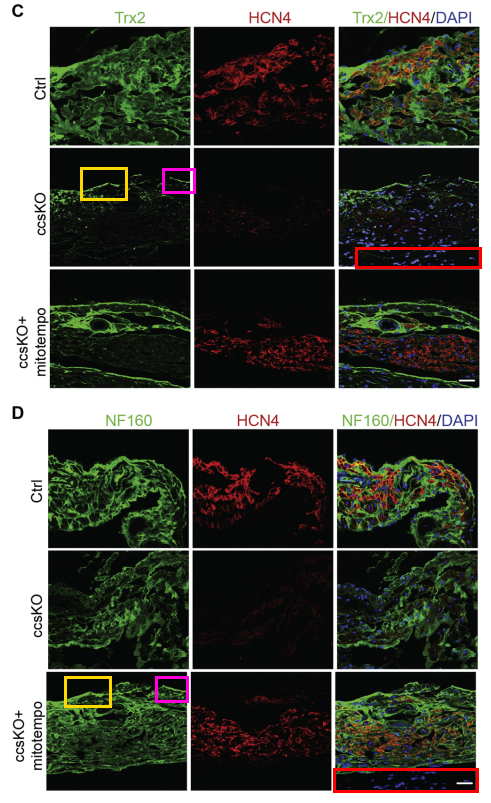 C
Trx2 HCN4 Trx2/HCN4/DAPI
Ctrl
ccsKO
ccsKO+
mitotempo
D
NF160 HCN4 NF160/HCN4/DAPI
Ctrl
ccsKO
ccsKO+
mitotempo